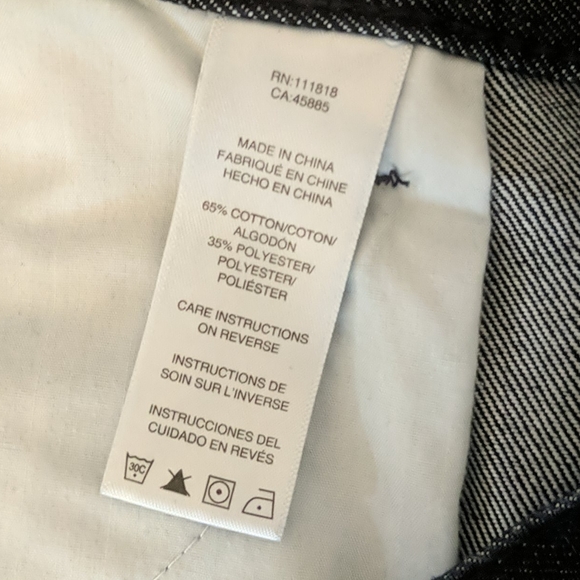 RN:111818
CA:45885
MADE IN CHINA
FABRIQUÉ EN CHINE
HECHO EN CHINA
65% COTTON/COTON/
ALGODÓN
35% POLYESTER/
POLYESTER/
POLIÉSTER
CARE INSTRUCTIONS
ON REVERSE
INSTRUCTIONS DE
SOIN SUR L'INVERSE
INSTRUCCIONES DEL
CUIDADO EN REVÉS
30C